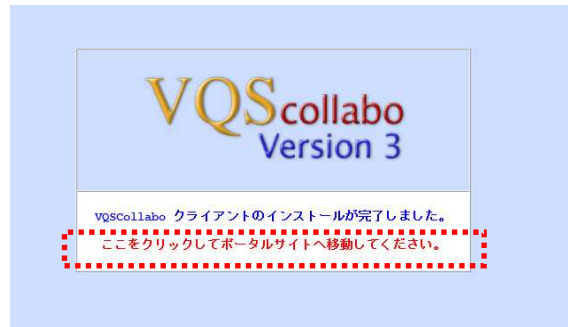 VQScollabo
Version 3
VQSCollabo クライアントのインストールが完了しました。
ここをクリックしてポータルサイトへ移動してください。